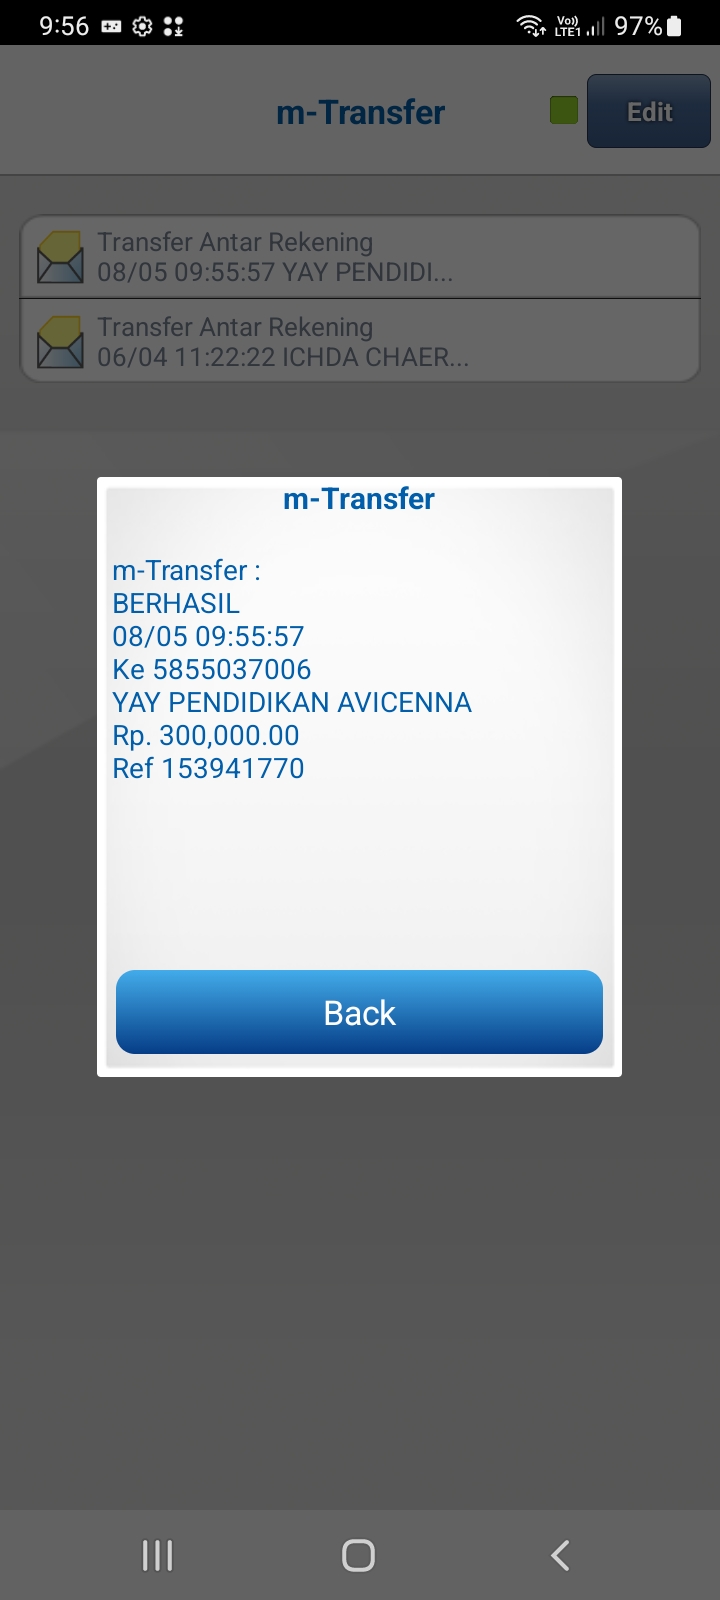 9:56
Vo))
LTE1
97%
m-Transfer
Edit
Transfer Antar Rekening
08/05 09:55:57 YAY PENDIDI...
Transfer Antar Rekening
06/04 11:22:22 ICHDA CHAER...
m-Transfer
m-Transfer :
BERHASIL
08/05 09:55:57
Ke 5855037006
YAY PENDIDIKAN AVICENNA
Rp. 300,000.00
Ref 153941770
Back